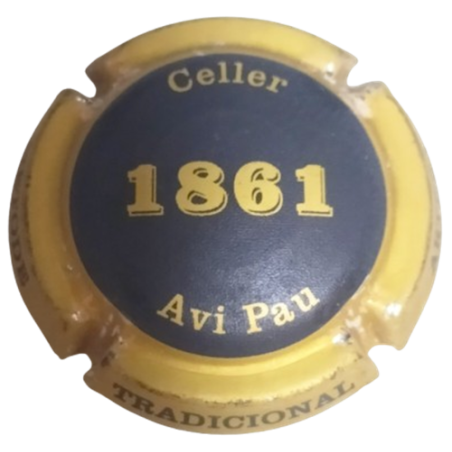 Celler
1861
Avi Pau
TRADICIONAL